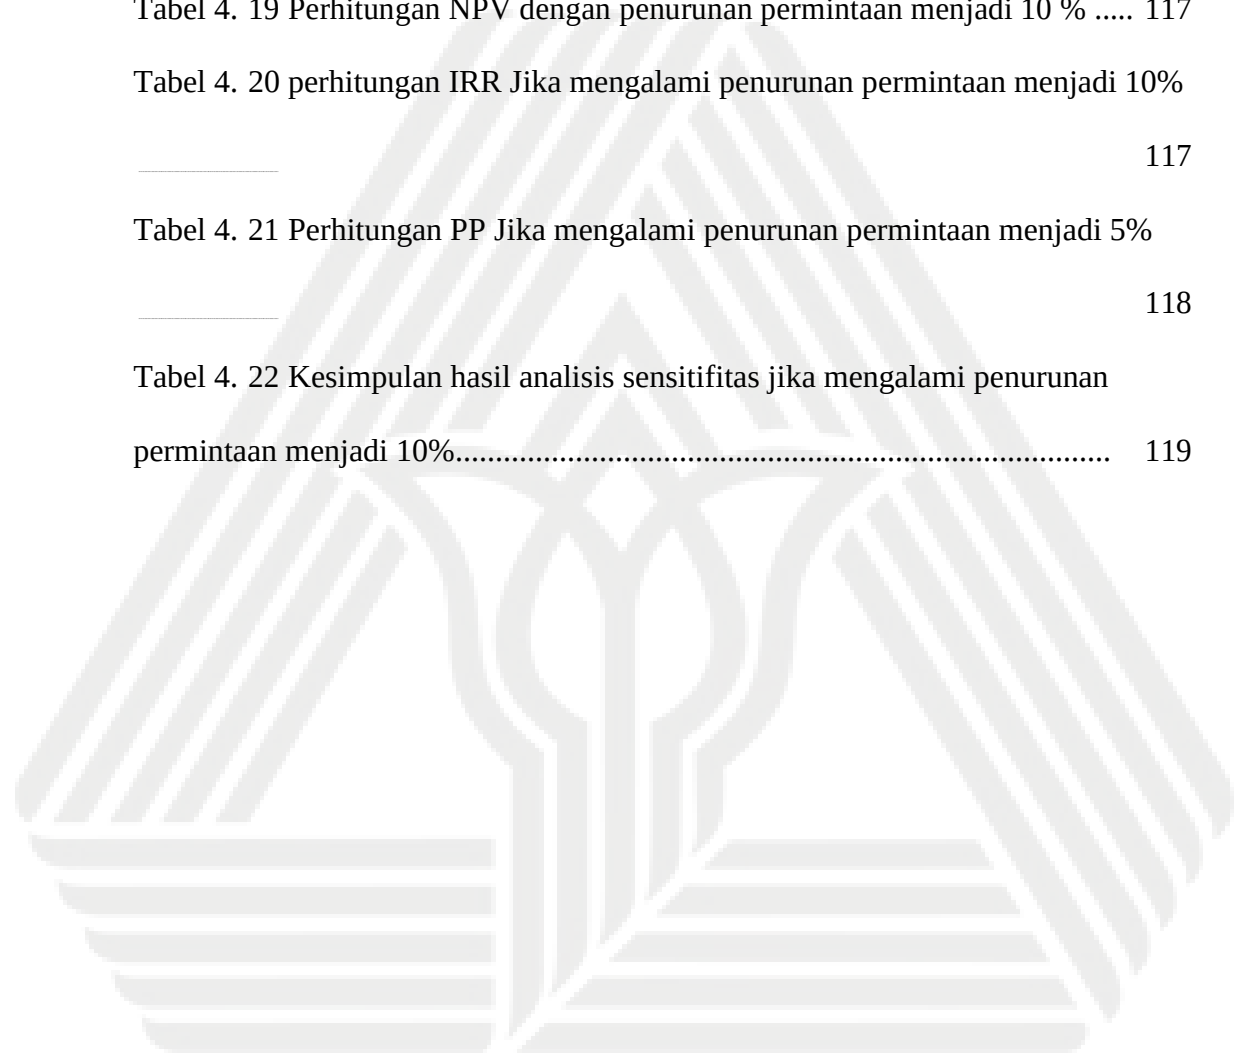 Tabel 4. 19 Perhitungan NPV dengan penurunan permintaan menjadi 10 % ..... 117
Tabel 4. 20 perhitungan IRR Jika mengalami penurunan permintaan menjadi 10%
117
Tabel 4. 21 Perhitungan PP Jika mengalami penurunan permintaan menjadi 5%
118
Tabel 4. 22 Kesimpulan hasil analisis sensitifitas jika mengalami penurunan
permintaan menjadi 10%.................................................................................. 119